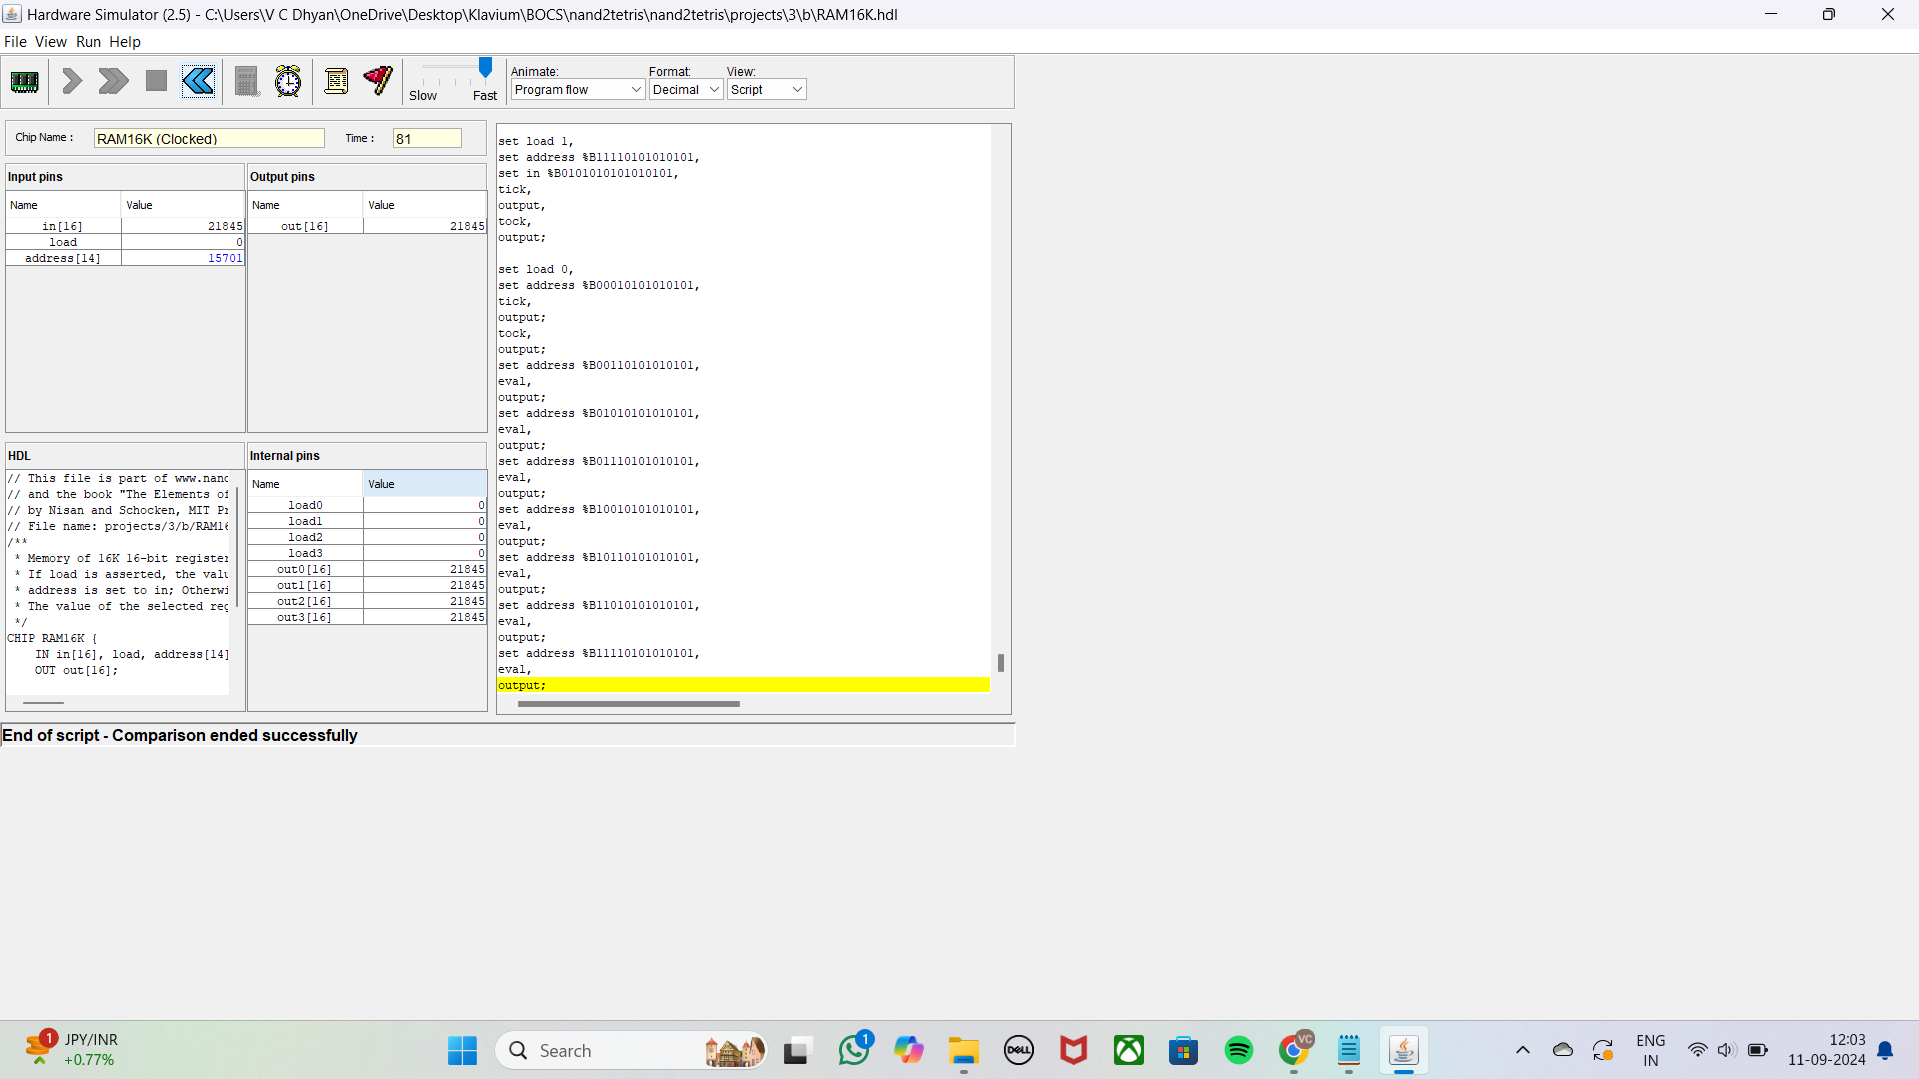 Hardware Simulator (2.5) - C:\Users\V C Dhyan\OneDrive\Desktop\Klavium\BOCS\nand2tetris\nand2tetris\projects\3\b\RAM16K.hdl
File View Run Help
Slow Fast
Animate: Format: View:
Program flow Decimal Script
Chip Name : RAM16K (Clocked) Time : 81
Input pins
Name Value
in[16] 21845
load 0
address[14] 15701
Output pins
Name Value
out[16] 21845
HDL
// This file is part of www.nand
// and the book "The Elements of
// by Nisan and Schocken, MIT Pr
// File name: projects/3/b/RAM16
/**
* Memory of 16K 16-bit register
* If load is asserted, the valu
* address is set to in; Otherwi
* The value of the selected reg
*/
CHIP RAM16K {
IN in[16], load, address[14]
OUT out[16];
Internal pins
Name Value
load0 0
load1 0
load2 0
load3 0
out0[16] 21845
out1[16] 21845
out2[16] 21845
out3[16] 21845
set load 1,
set address %B11110101010101,
set in %B0101010101010101,
tick,
output,
tock,
output;
set load 0,
set address %B00010101010101,
tick,
output;
tock,
output;
set address %B00110101010101,
eval,
output;
set address %B01010101010101,
eval,
output;
set address %B01110101010101,
eval,
output;
set address %B10010101010101,
eval,
output;
set address %B10110101010101,
eval,
output;
set address %B11010101010101,
eval,
output;
set address %B11110101010101,
eval,
output;
End of script - Comparison ended successfully
1
JPY/INR
+0.77%
Search
1
DELL
VC
ENG
IN
12:03
11-09-2024